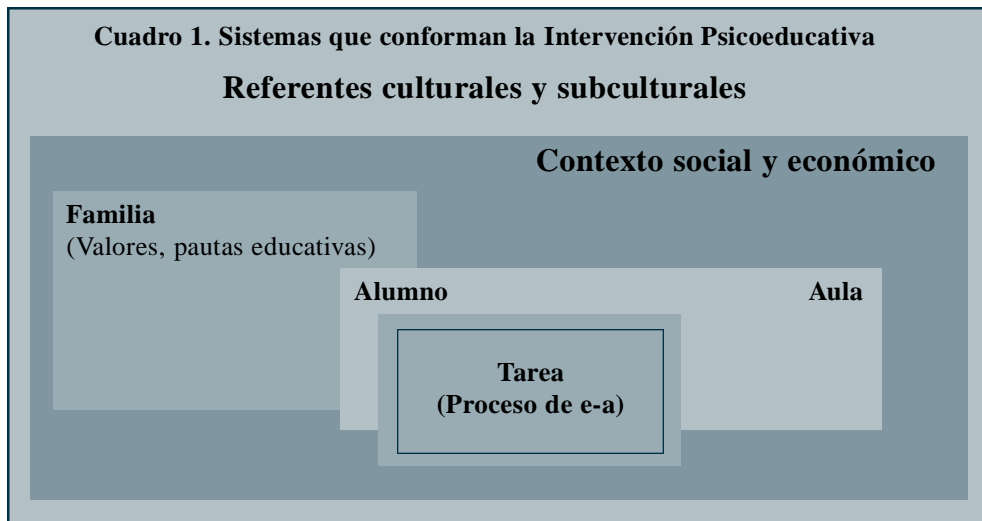 Cuadro 1. Sistemas que conforman la Intervención Psicoeducativa
Referentes culturales y subculturales
Contexto social y económico
Familia
(Valores, pautas educativas)
Alumno
Aula
Tarea
(Proceso de e-a)